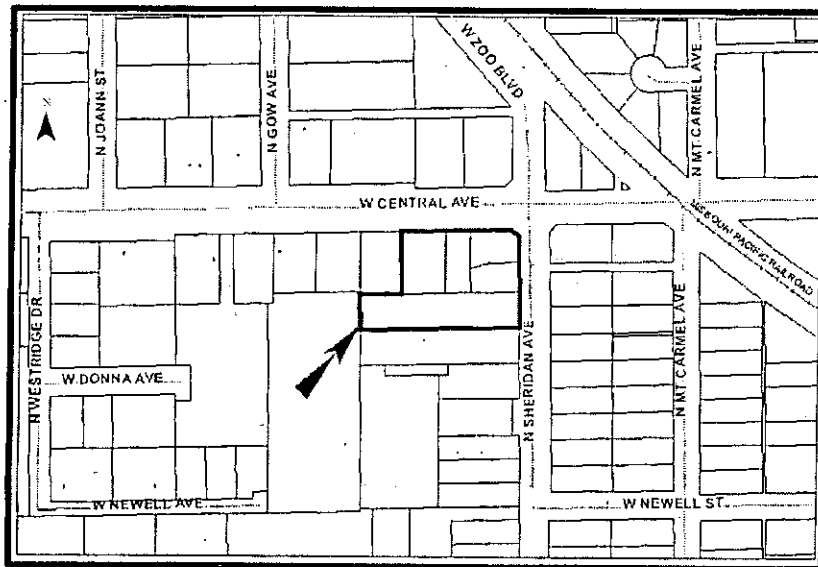 W ZOO BLVD
N JOANN ST
N GOW AVE
N MT CARMEL AVE
N
W CENTRAL AVE
MISSOURI PACIFIC RAILROAD
N WESTRIDGE DR
N SHERIDAN AVE
N MT CARMEL AVE
W DONNA AVE
W NEWELL AVE
W NEWELL ST